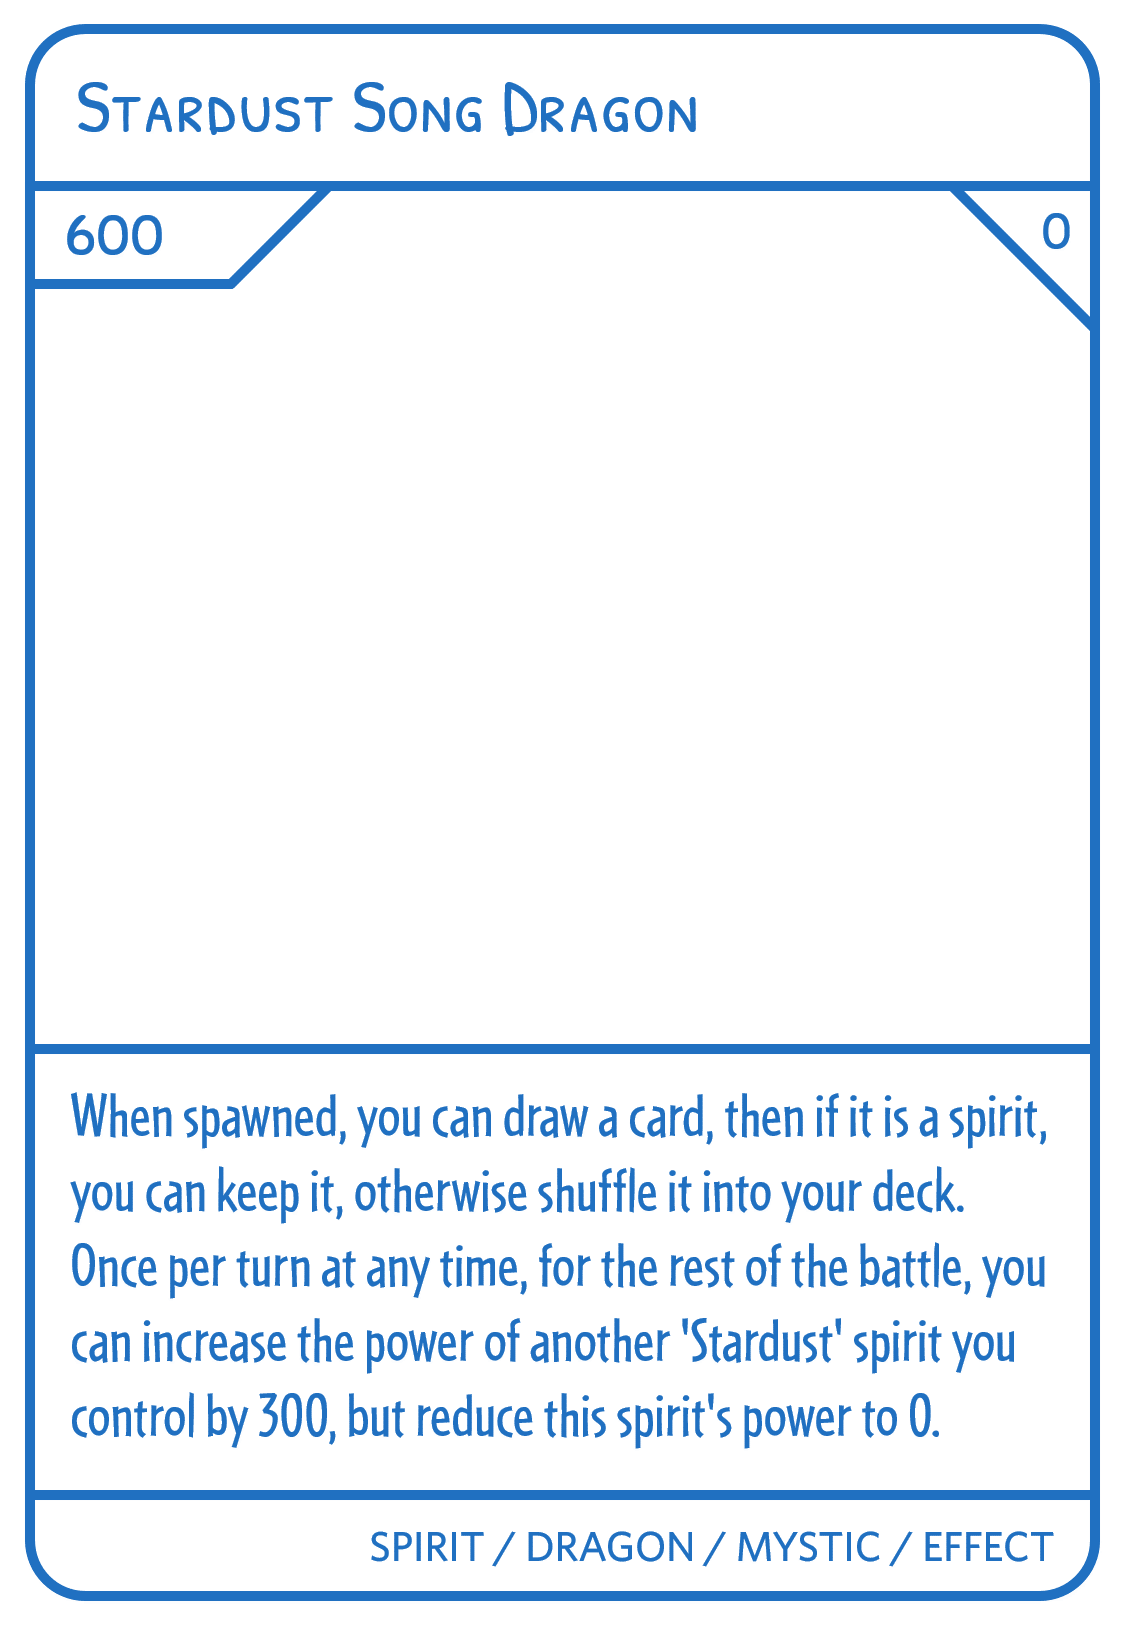 Stardust Song Dragon
600
0
When spawned, you can draw a card, then if it is a spirit,
you can keep it, otherwise shuffle it into your deck.
Once per turn at any time, for the rest of the battle, you
can increase the power of another 'Stardust' spirit you
control by 300, but reduce this spirit's power to 0.
SPIRIT / DRAGON / MYSTIC / EFFECT